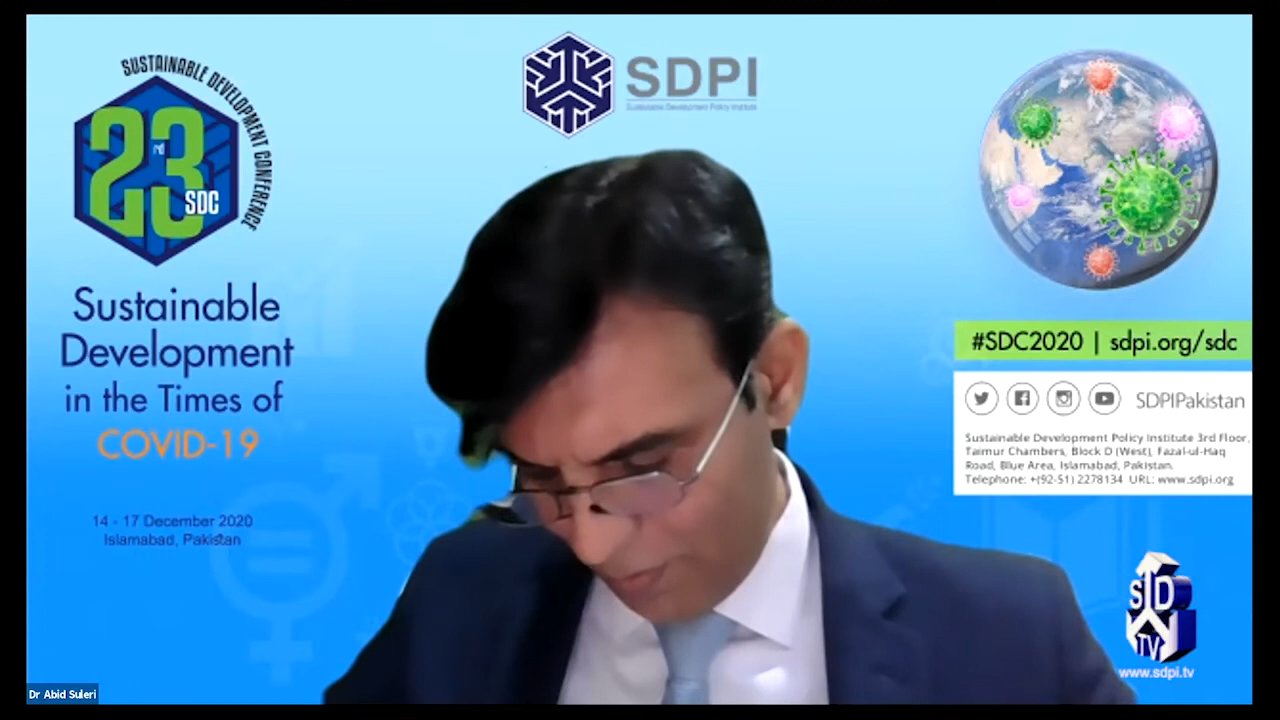 SUSTAINABLE DEVELOPMENT CONFERENCE
23rd
SDC
Sustainable
Development
in the Times of
COVID-19
14 - 17 December 2020
Islamabad, Pakistan
SDPI
Sustainable Development Policy Institute
#SDC2020 | sdpi.org/sdc
SDPIPakistan
Sustainable Development Policy Institute 3rd Floor,
Taimur Chambers, Block D (West), Fazal-ul-Haq
Road, Blue Area, Islamabad, Pakistan.
Telephone: +(92-51) 2278134 URL: www.sdpi.org
SD
TV
www.sdpi.tv
Dr Abid Suleri